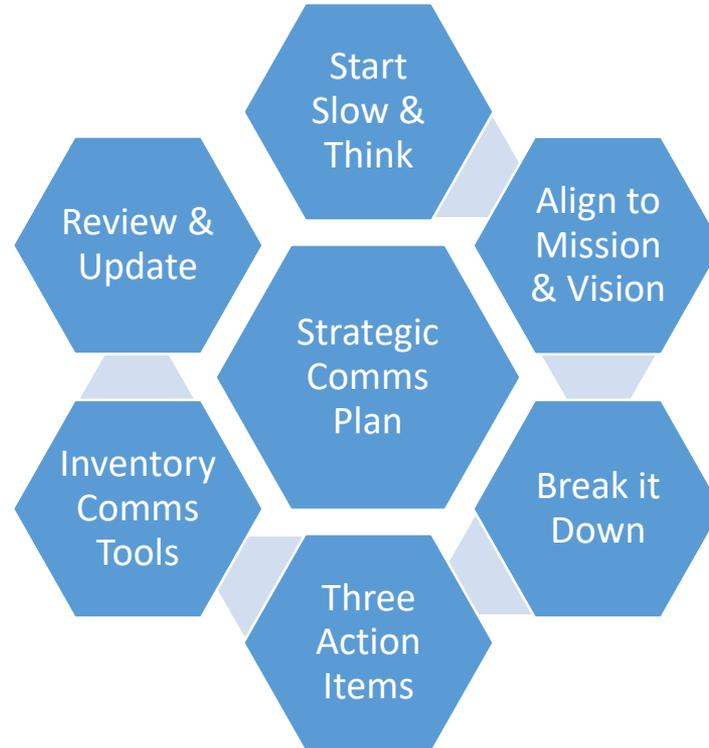 Start
Slow &
Think
Align to
Mission
& Vision
Break it
Down
Three
Action
Items
Inventory
Comms
Tools
Review &
Update
Strategic
Comms
Plan